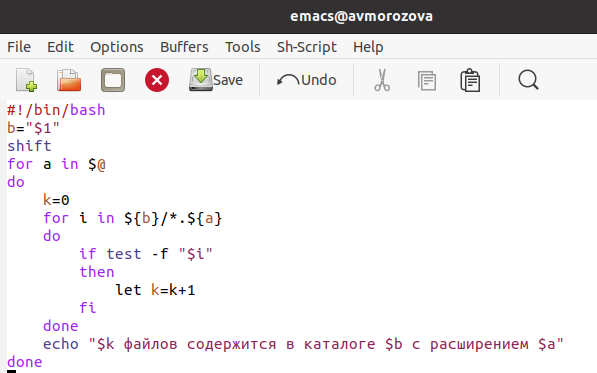 emacs@avmorozova
File Edit Options Buffers Tools Sh-Script Help
Save Undo
#!/bin/bash
b="$1"
shift
for a in $@
do
    k=0
    for i in ${b}/*.${a}
    do
        if test -f "$i"
        then
            let k=k+1
        fi
    done
    echo "$k файлов содержится в каталоге $b с расширением $a"
done